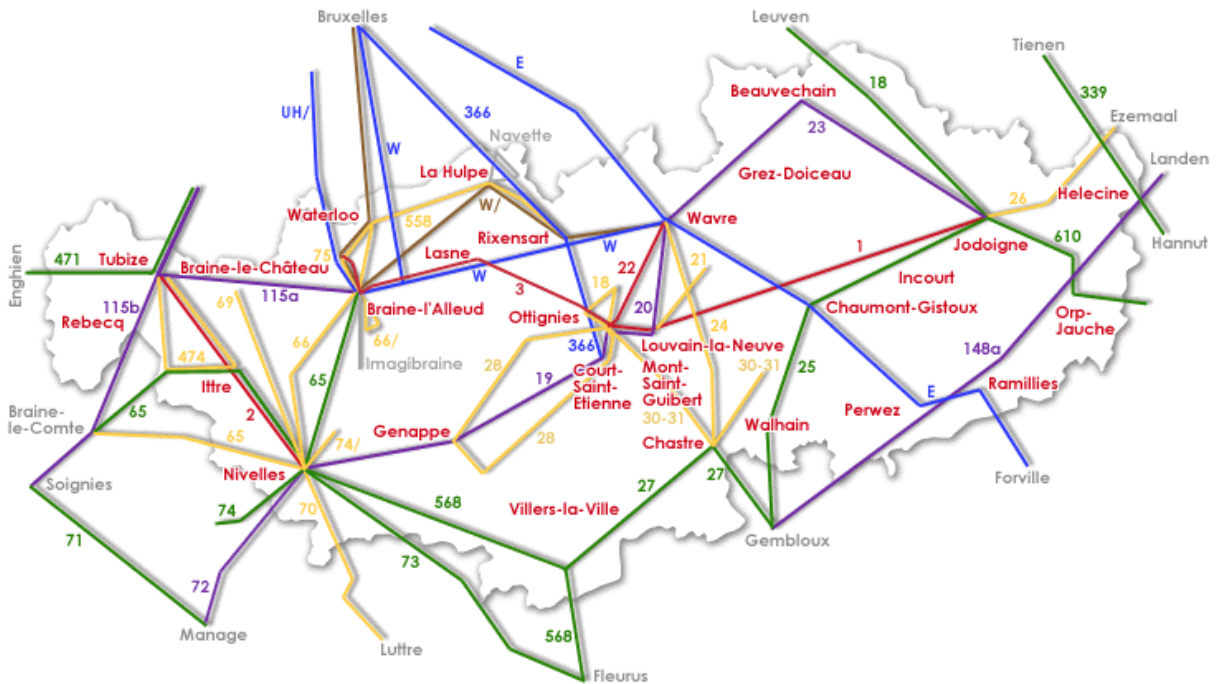 Bruxelles
Leuven
Tienen
E
18
339
UH/
366
Beauvechain
Ezemaal
W
Navette
23
Landen
La Hulpe
Grez-Doiceau
26
Helecine
Waterloo
558
W/
Wavre
Enghien
471
Tubize
75
Rixensart
W
1
Jodoigne
610
Hannut
Braine-le-Château
Lasne
W
22
21
Incourt
115b
115a
69
3
18
20
Chaumont-Gistoux
Rebecq
Braine-l'Alleud
Ottignies
24
Orp-
Jauche
66
66/
Louvain-la-Neuve
148a
474
Imagibraine
28
366
Court-
Saint-
Etienne
Mont-
Saint-
Guibert
30-31
25
Ittre
65
19
30-31
E
Ramillies
Braine-
le-Comte
65
2
Perwez
65
74/
Genappe
28
Chastre
Walhain
Soignies
Nivelles
27
27
Forville
74
70
568
Villers-la-Ville
Gembloux
71
73
72
Manage
568
Luttre
Fleurus